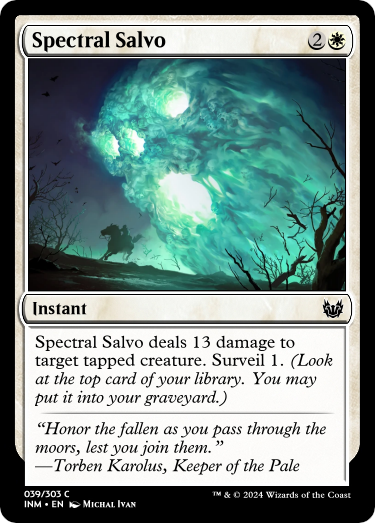 Spectral Salvo 2
Instant
Spectral Salvo deals 13 damage to
target tapped creature. Surveil 1. (Look
at the top card of your library. You may
put it into your graveyard.)
“Honor the fallen as you pass through the
moors, lest you join them.”
—Torben Karolus, Keeper of the Pale
039/303 C
INM • EN Michal Ivan
™ & © 2024 Wizards of the Coast